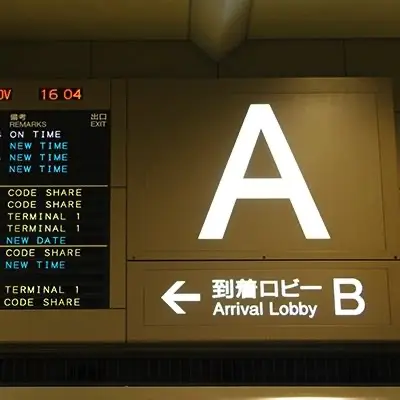 OV 16 04
備考 出口
REMARKS EXIT
ON TIME
NEW TIME
NEW TIME
NEW TIME
CODE SHARE
CODE SHARE
TERMINAL 1
TERMINAL 1
NEW DATE
CODE SHARE
NEW TIME
TERMINAL 1
CODE SHARE
A
← 到着ロビー B
Arrival Lobby